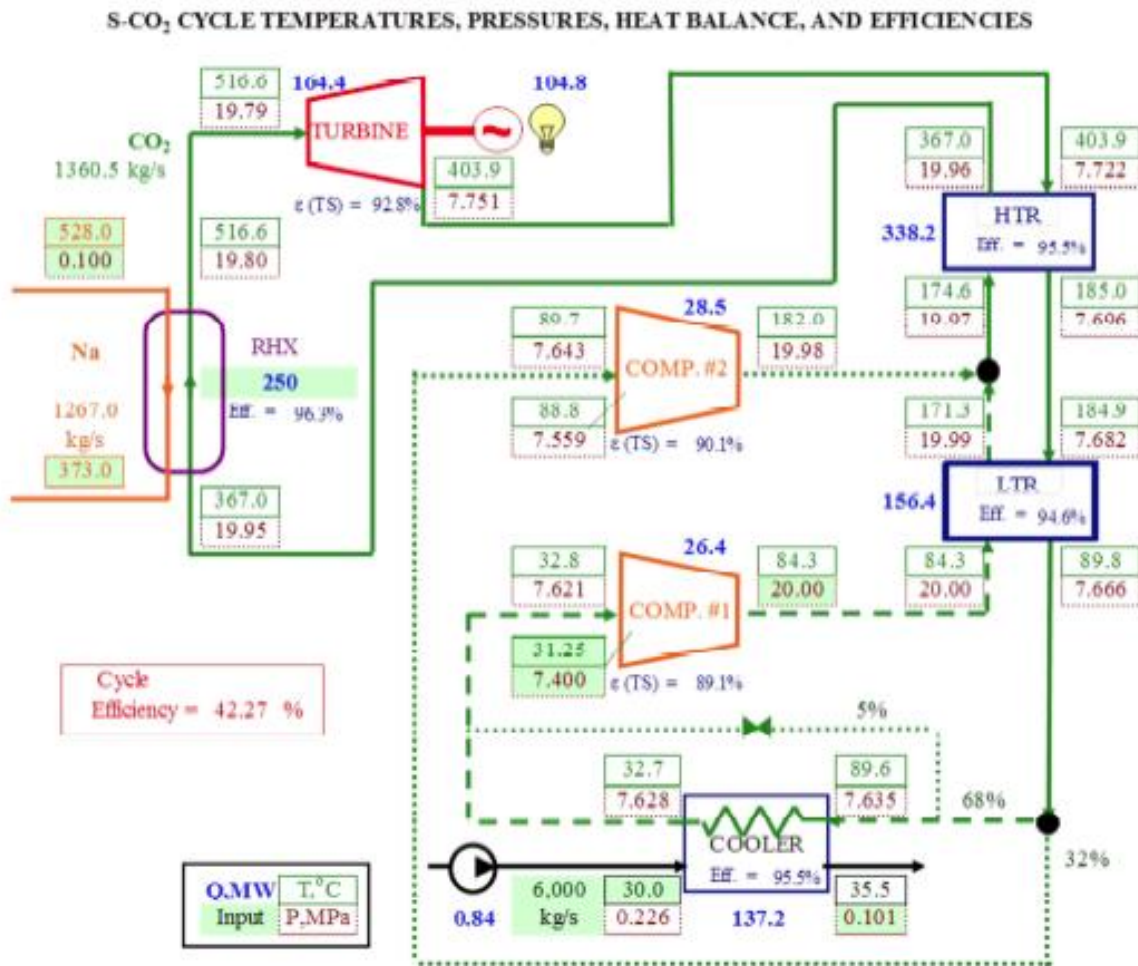 S-CO₂ CYCLE TEMPERATURES, PRESSURES, HEAT BALANCE, AND EFFICIENCIES
516.6
19.79
164.4
TURBINE
~
104.8
CO₂
1360.5 kg/s
ε (TS) = 92.8%
403.9
7.751
367.0
19.96
403.9
7.722
528.0
0.100
516.6
19.80
338.2
HTR
Eff. = 95.5%
174.6
19.97
185.0
7.696
Na
1267.0
kg/s
373.0
RHX
250
Eff. = 96.3%
89.7
7.643
28.5
COMP. #2
182.0
19.98
88.8
7.559
ε (TS) = 90.1%
171.3
19.99
184.9
7.682
367.0
19.95
156.4
LTR
Eff. = 94.6%
32.8
7.621
26.4
COMP. #1
84.3
20.00
84.3
20.00
89.8
7.666
31.25
7.400
ε (TS) = 89.1%
Cycle
Efficiency = 42.27 %
5%
32.7
7.628
89.6
7.635
68%
32%
COOLER
Eff. = 95.5%
Q,MW
T,°C
Input
P,MPa
0.84
6,000
kg/s
30.0
0.226
137.2
35.5
0.101